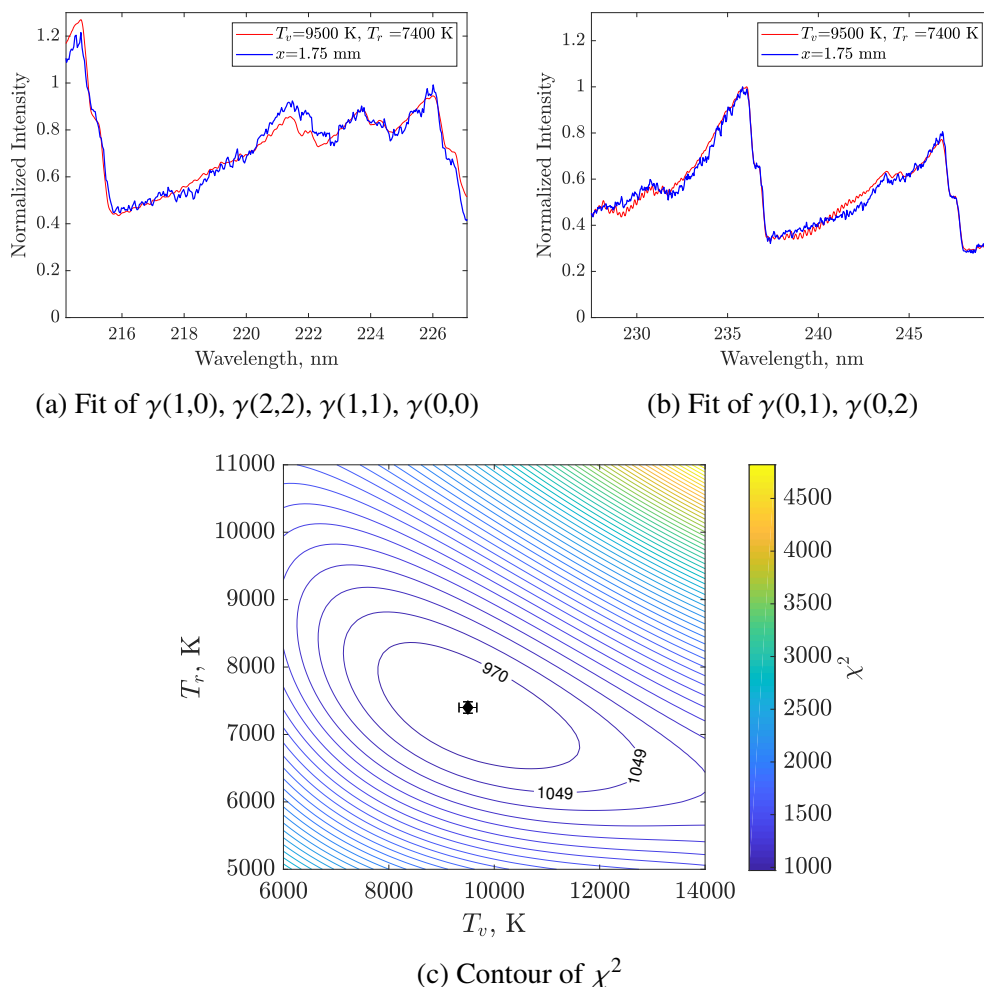 T_v=9500 K, T_r =7400 K
x=1.75 mm
Normalized Intensity
1.2
1
0.8
0.6
0.4
0.2
0
216 218 220 222 224 226
Wavelength, nm
(a) Fit of γ(1,0), γ(2,2), γ(1,1), γ(0,0)
T_v=9500 K, T_r =7400 K
x=1.75 mm
Normalized Intensity
1.2
1
0.8
0.6
0.4
0.2
0
230 235 240 245
Wavelength, nm
(b) Fit of γ(0,1), γ(0,2)
T_r, K
11000
10000
9000
8000
7000
6000
5000
970
1049
1049
6000 8000 10000 12000 14000
T_v, K
4500
4000
3500
3000
2500
2000
1500
1000
χ²
(c) Contour of χ²